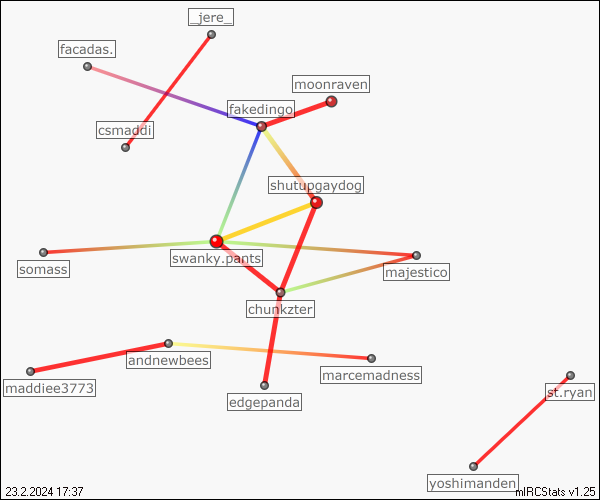 _jere_
facadas.
moonraven
fakedingo
csmaddi
shutupgaydog
swanky.pants
somass
majestico
chunkzter
andnewbees
marcemadness
maddiee3773
st.ryan
edgepanda
yoshimanden
23.2.2024 17:37
mIRCStats v1.25